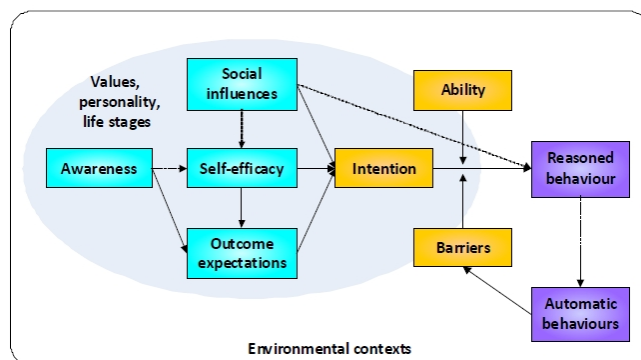 Values,
personality,
life stages
Social
influences
Ability
Awareness
Self-efficacy
Intention
Reasoned
behaviour
Outcome
expectations
Barriers
Automatic
behaviours
Environmental contexts